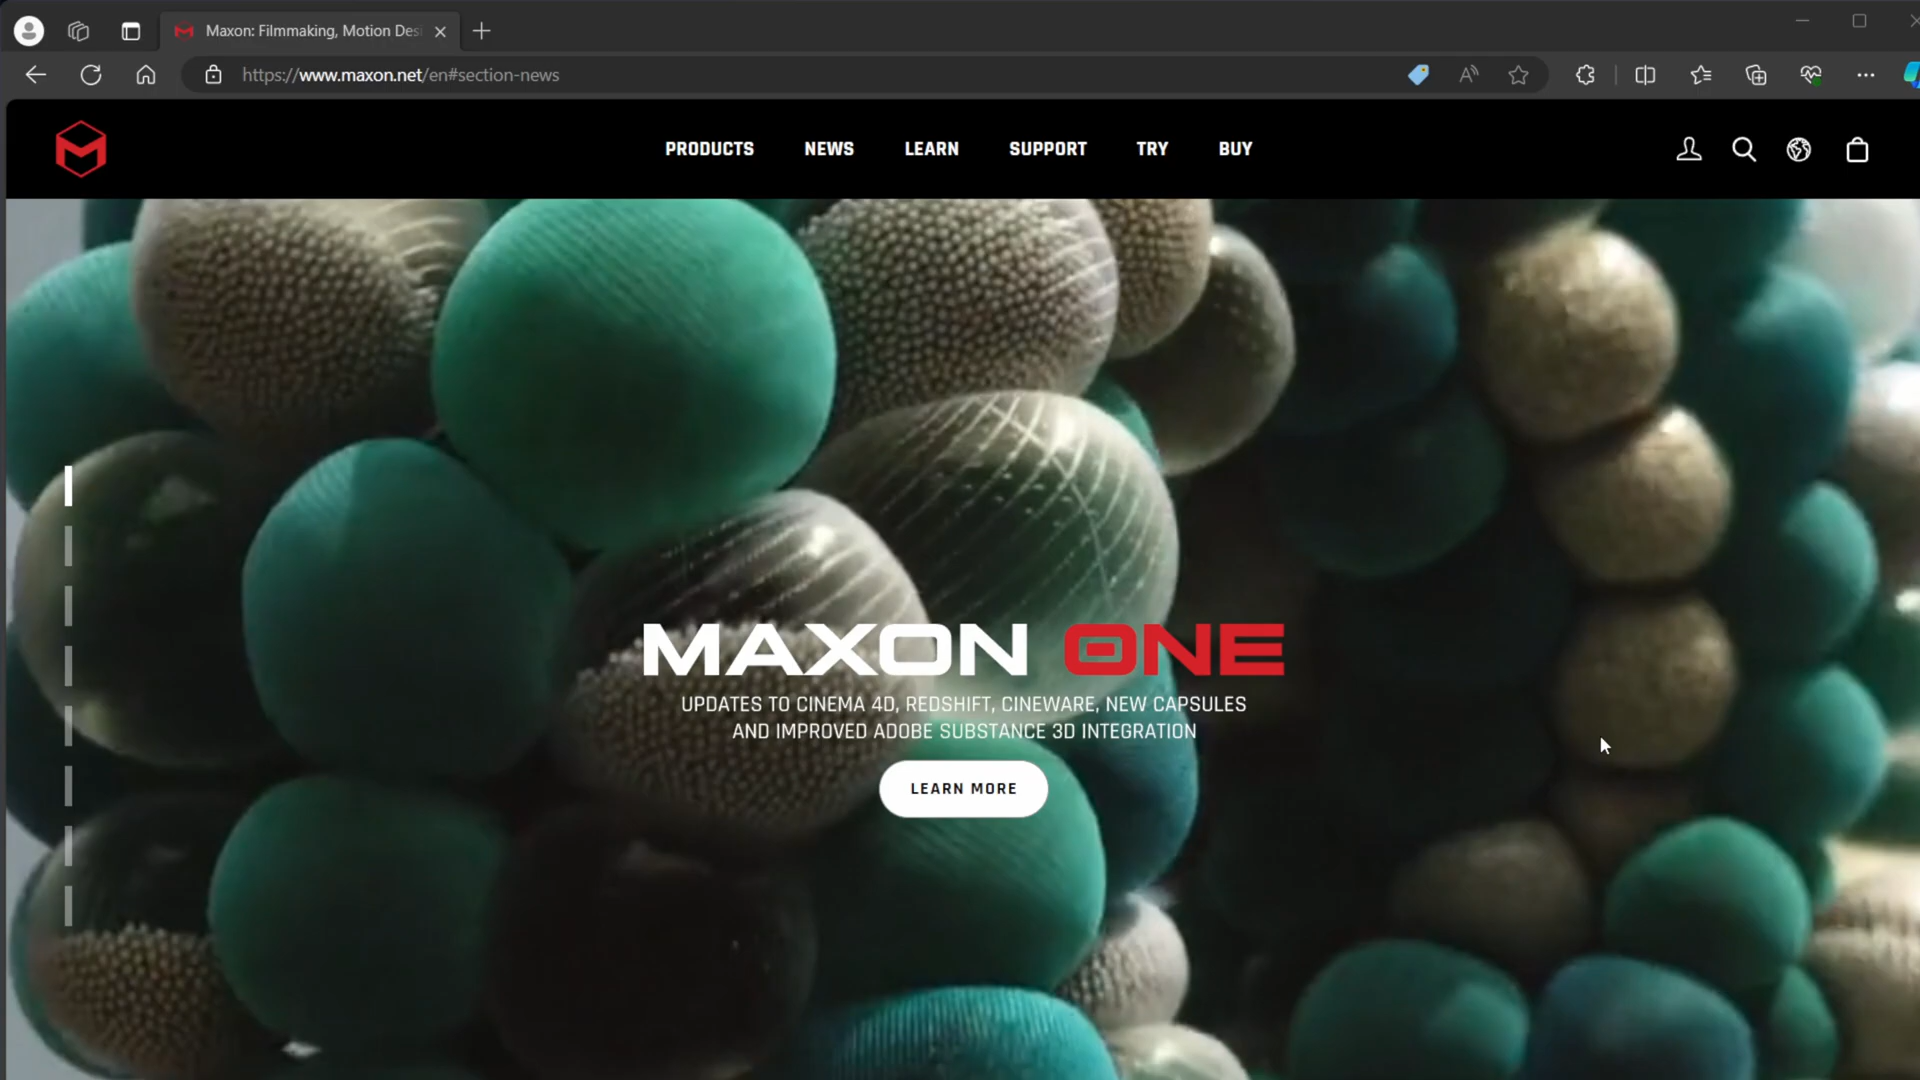 Maxon: Filmmaking, Motion Des
https://www.maxon.net/en#section-news
PRODUCTS NEWS LEARN SUPPORT TRY BUY
MAXON ONE
UPDATES TO CINEMA 4D, REDSHIFT, CINEWARE, NEW CAPSULES
AND IMPROVED ADOBE SUBSTANCE 3D INTEGRATION
LEARN MORE